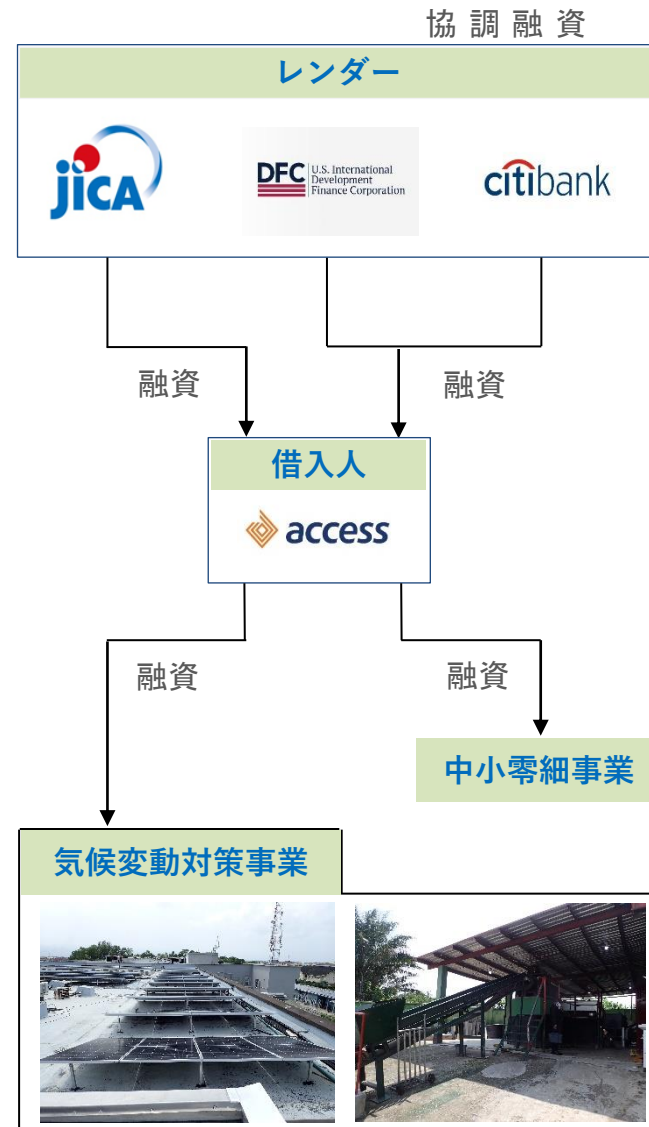 協調融資
レンダー
jICA
DFC
U.S. International
Development
Finance Corporation
citibank
融資
融資
借入人
access
融資
融資
中小零細事業
気候変動対策事業